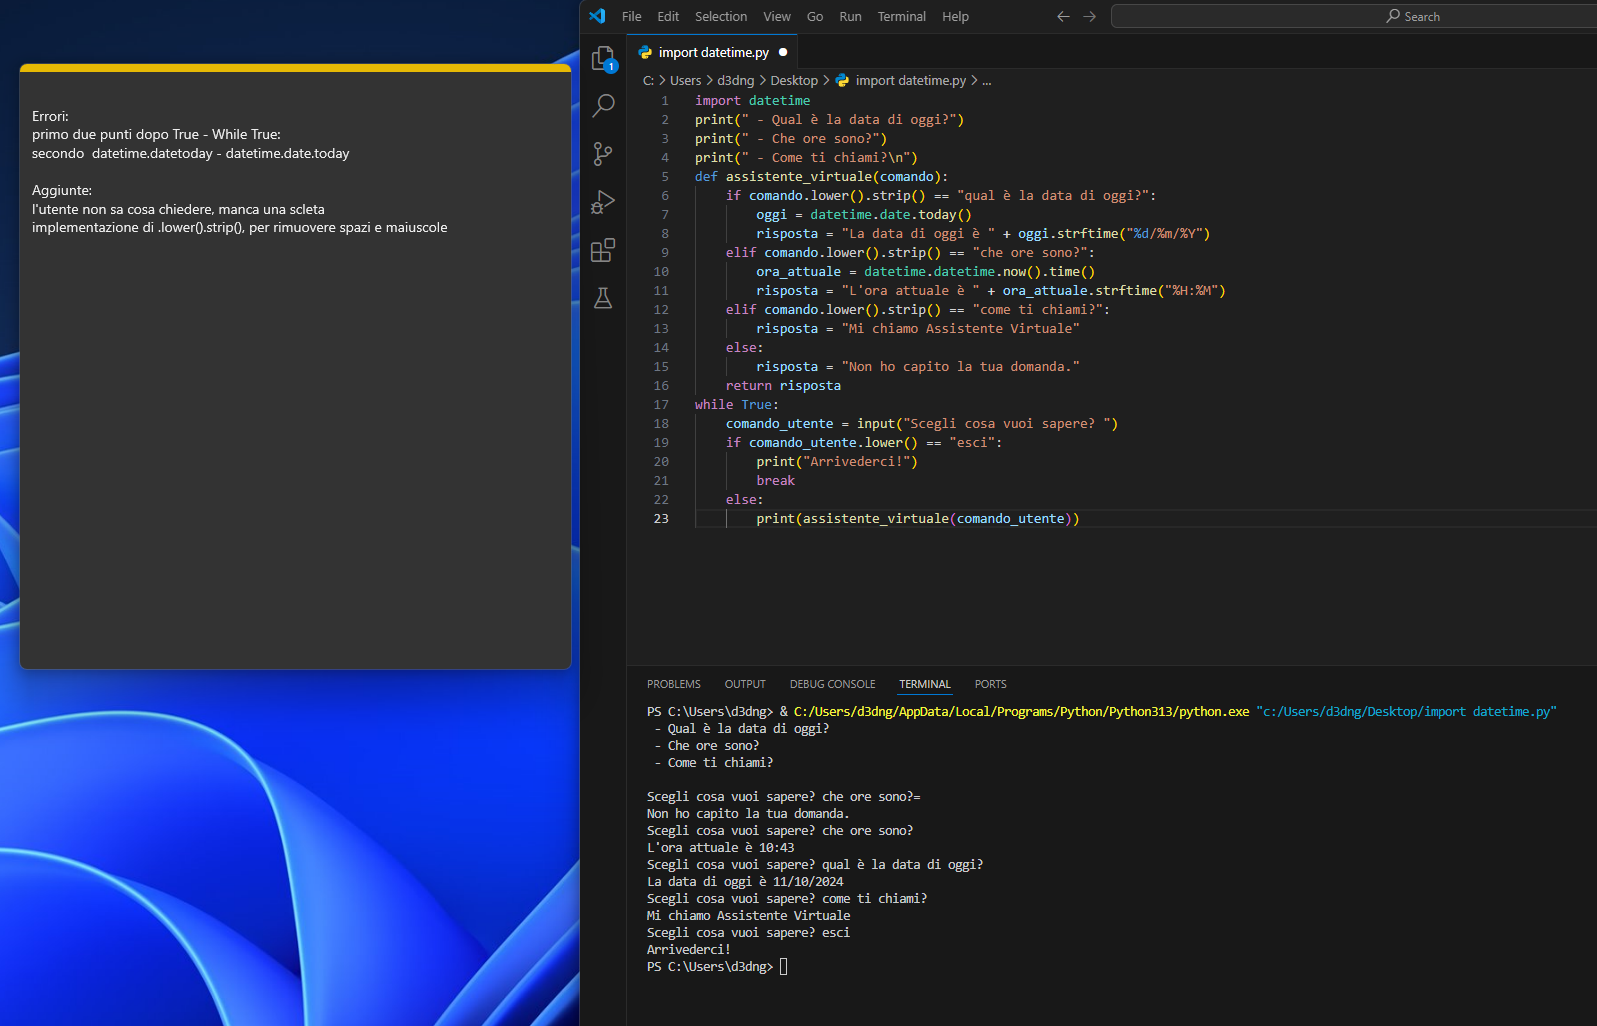 Errori:
primo due punti dopo True - While True:
secondo  datetime.datetoday - datetime.date.today

Aggiunte:
l'utente non sa cosa chiedere, manca una scleta
implementazione di .lower().strip(), per rimuovere spazi e maiuscole
File Edit Selection View Go Run Terminal Help
Search
1
import datetime.py
C: > Users > d3dng > Desktop > import datetime.py > ...
1 import datetime
2 print(" - Qual è la data di oggi?")
3 print(" - Che ore sono?")
4 print(" - Come ti chiami?\n")
5 def assistente_virtuale(comando):
6     if comando.lower().strip() == "qual è la data di oggi?":
7         oggi = datetime.date.today()
8         risposta = "La data di oggi è " + oggi.strftime("%d/%m/%Y")
9     elif comando.lower().strip() == "che ore sono?":
10         ora_attuale = datetime.datetime.now().time()
11         risposta = "L'ora attuale è " + ora_attuale.strftime("%H:%M")
12     elif comando.lower().strip() == "come ti chiami?":
13         risposta = "Mi chiamo Assistente Virtuale"
14     else:
15         risposta = "Non ho capito la tua domanda."
16     return risposta
17 while True:
18     comando_utente = input("Scegli cosa vuoi sapere? ")
19     if comando_utente.lower() == "esci":
20         print("Arrivederci!")
21         break
22     else:
23         print(assistente_virtuale(comando_utente))
PROBLEMS OUTPUT DEBUG CONSOLE TERMINAL PORTS
PS C:\Users\d3dng> & C:/Users/d3dng/AppData/Local/Programs/Python/Python313/python.exe "c:/Users/d3dng/Desktop/import datetime.py"
 - Qual è la data di oggi?
 - Che ore sono?
 - Come ti chiami?

Scegli cosa vuoi sapere? che ore sono?=
Non ho capito la tua domanda.
Scegli cosa vuoi sapere? che ore sono?
L'ora attuale è 10:43
Scegli cosa vuoi sapere? qual è la data di oggi?
La data di oggi è 11/10/2024
Scegli cosa vuoi sapere? come ti chiami?
Mi chiamo Assistente Virtuale
Scegli cosa vuoi sapere? esci
Arrivederci!
PS C:\Users\d3dng>